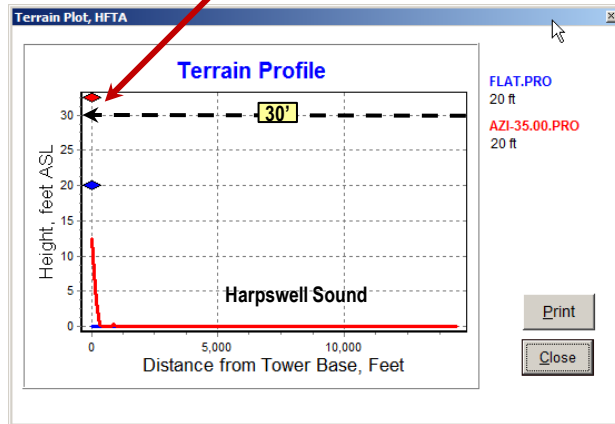 Terrain Plot, HFTA
Terrain Profile
FLAT.PRO
20 ft
AZI-35.00.PRO
20 ft
Height, feet ASL
30
25
20
15
10
5
0
30'
Harpswell Sound
0
5,000
10,000
Distance from Tower Base, Feet
Print
Close